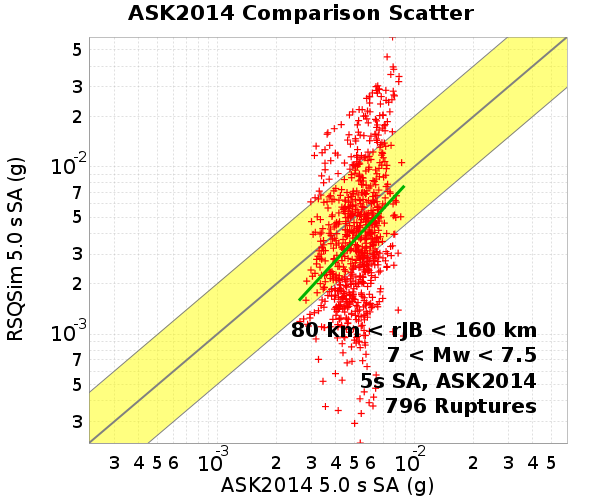 ASK2014 Comparison Scatter
RSQSim 5.0 s SA (g)
5
3
2
10-2
7
5
3
2
10-3
7
5
3
80 km < rJB < 160 km
7 < Mw < 7.5
5s SA, ASK2014
796 Ruptures
3 4 5 6 10-3 2 3 4 5 6 10-2 2 3 4 5
ASK2014 5.0 s SA (g)